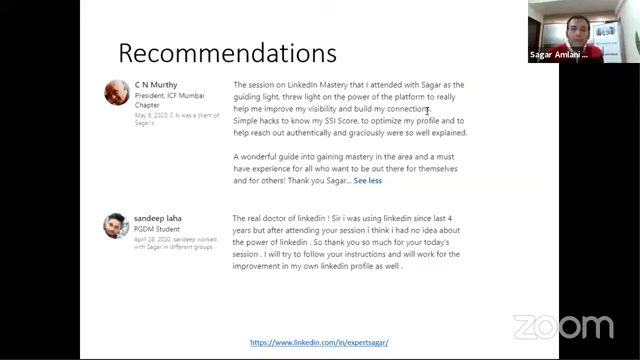 Recommendations
C N Murthy
President, ICF Mumbai
Chapter
May 6, 2020, C N was a client of
Sagar's
The session on LinkedIn Mastery that I attended with Sagar as the
guiding light, threw light on the power of the platform to really
help me improve my visibility and build my connections.
Simple hacks to know my SSI Score, to optimize my profile and to
help reach out authentically and graciously were so well explained.
A wonderful guide into gaining mastery in the area and a must
have experience for all who want to be out there for themselves
and for others! Thank you Sagar... See less
sandeep laha
PGDM Student
April 28, 2020, sandeep worked
with Sagar in different groups
The real doctor of linkedin ! Sir i was using linkedin since last 4
years but after attending your session i think i had no idea about
the power of linkedin . So thank you so much for your today's
session . I will try to follow your instructions and will work for the
improvement in my own linkedin profile as well .
https://www.linkedin.com/in/expertsagar/
Sagar Amlani...
zoom